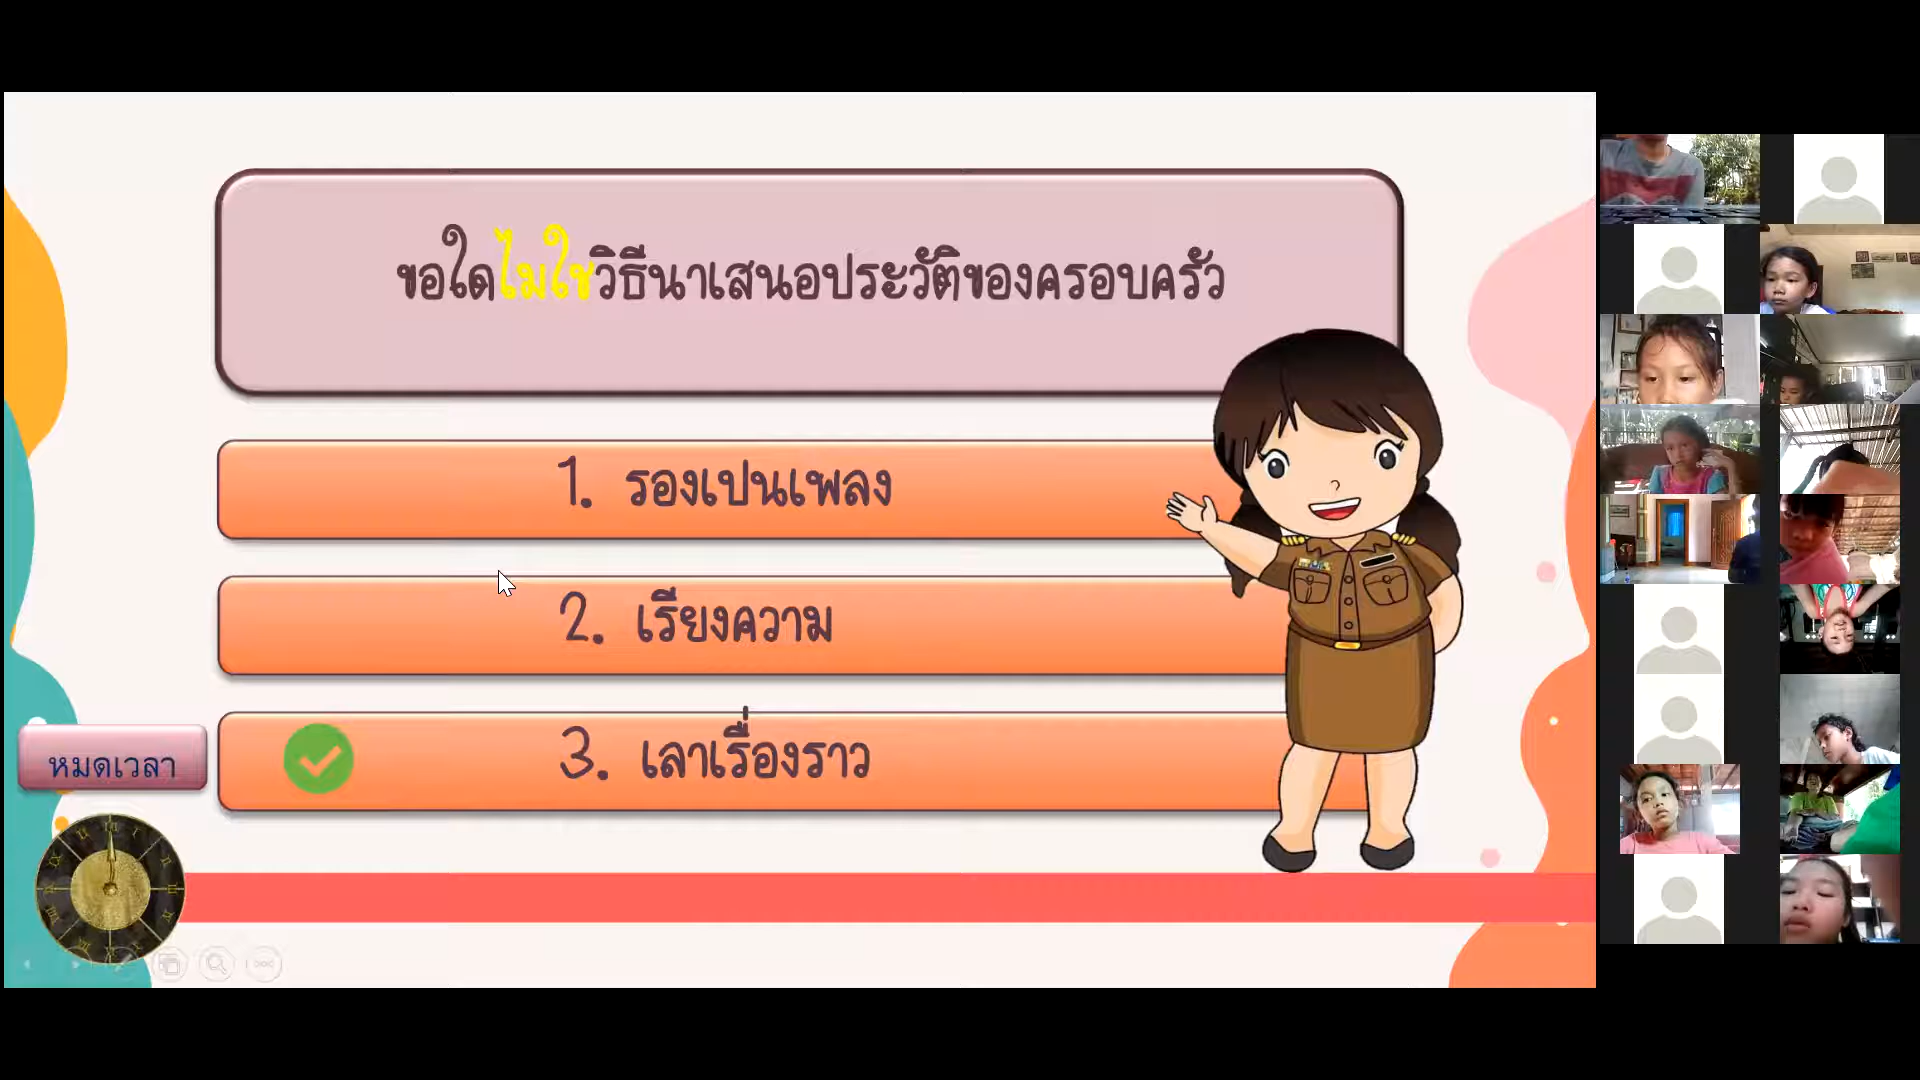 ขอใดไมใชวิธีนาเสนอประวัติของครอบครัว
1. รองเปนเพลง
2. เรียงความ
3. เลาเรื่องราว
หมดเวลา